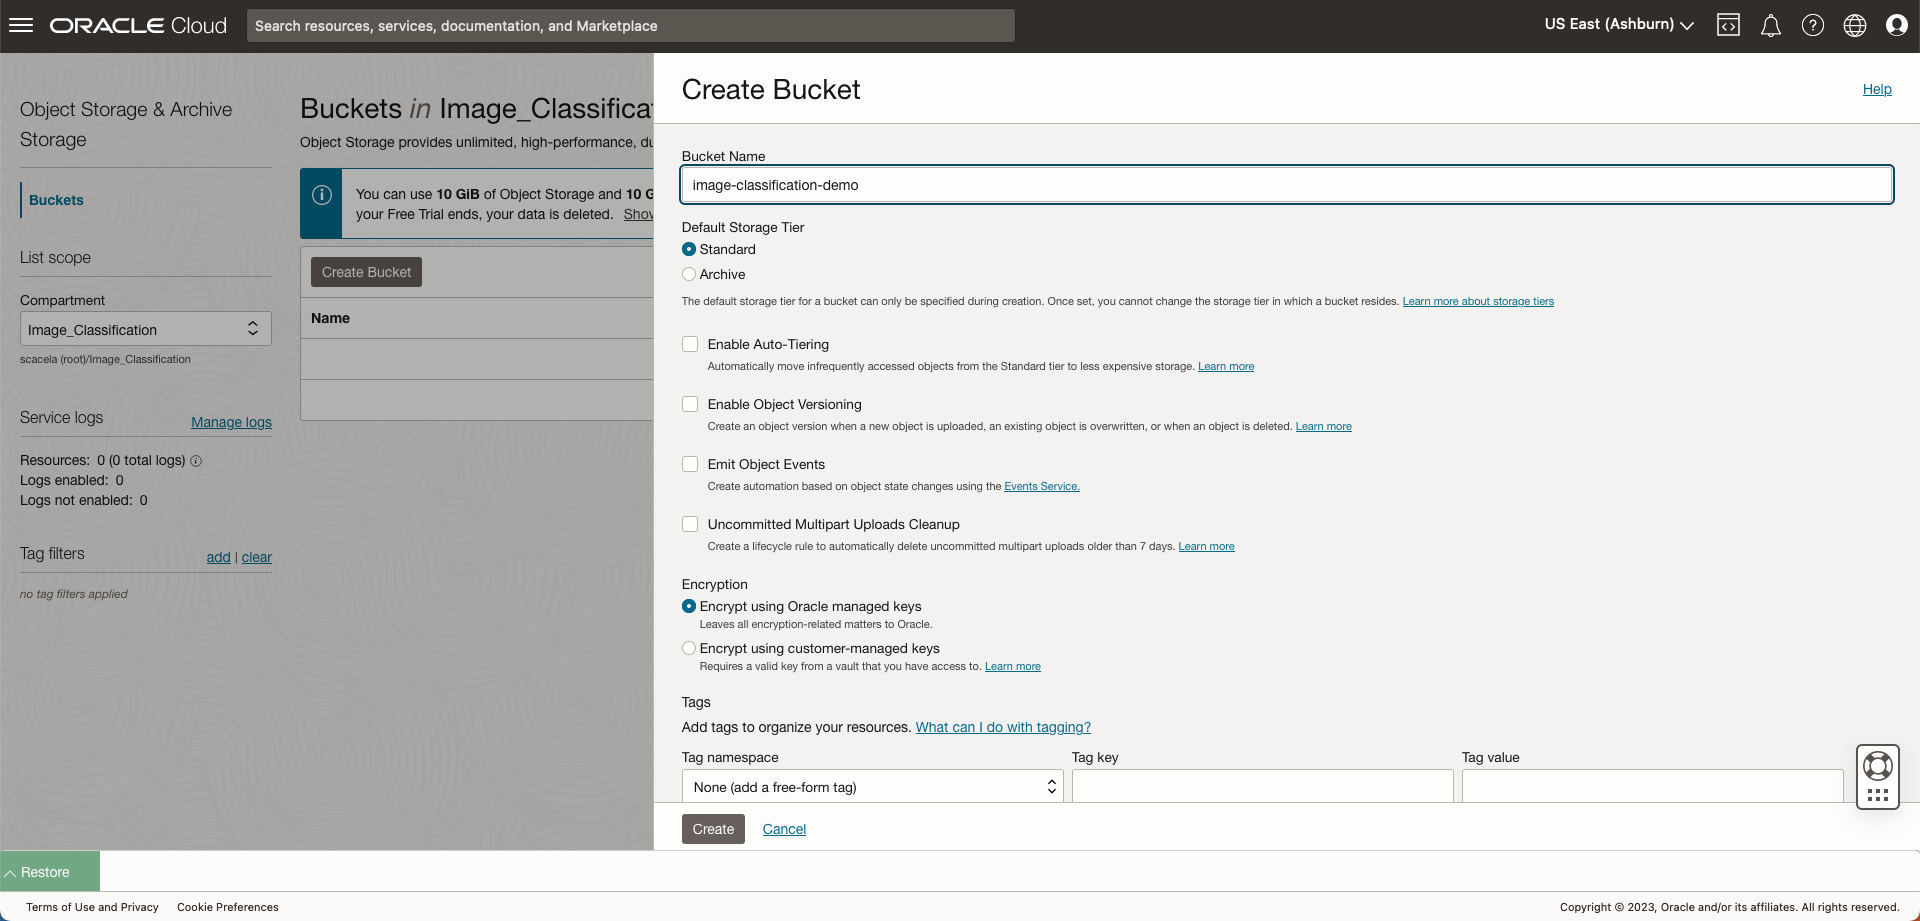 ORACLE Cloud
Search resources, services, documentation, and Marketplace
US East (Ashburn)
Object Storage & Archive
Storage
Buckets
List scope
Compartment
Image_Classification
scacela (root)/Image_Classification
Service logs
Manage logs
Resources: 0 (0 total logs)
Logs enabled: 0
Logs not enabled: 0
Tag filters
add | clear
no tag filters applied
Buckets in Image_Classifica
Object Storage provides unlimited, high-performance, du
You can use 10 GiB of Object Storage and 10 G
your Free Trial ends, your data is deleted. Show
Create Bucket
Name
Create Bucket
Help
Bucket Name
image-classification-demo
Default Storage Tier
Standard
Archive
The default storage tier for a bucket can only be specified during creation. Once set, you cannot change the storage tier in which a bucket resides. Learn more about storage tiers
Enable Auto-Tiering
Automatically move infrequently accessed objects from the Standard tier to less expensive storage. Learn more
Enable Object Versioning
Create an object version when a new object is uploaded, an existing object is overwritten, or when an object is deleted. Learn more
Emit Object Events
Create automation based on object state changes using the Events Service.
Uncommitted Multipart Uploads Cleanup
Create a lifecycle rule to automatically delete uncommitted multipart uploads older than 7 days. Learn more
Encryption
Encrypt using Oracle managed keys
Leaves all encryption-related matters to Oracle.
Encrypt using customer-managed keys
Requires a valid key from a vault that you have access to. Learn more
Tags
Add tags to organize your resources. What can I do with tagging?
Tag namespace
Tag key
Tag value
None (add a free-form tag)
Create
Cancel
Restore
Terms of Use and Privacy
Cookie Preferences
Copyright © 2023, Oracle and/or its affiliates. All rights reserved.